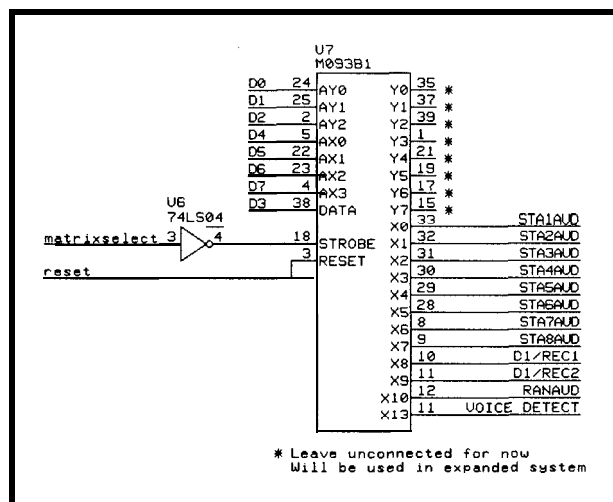 U7
M093B1
D0 24 AY0 Y0 35 *
D1 25 AY1 Y1 37 *
D2 2 AY2 Y2 39 *
D4 5 AX0 Y3 1 *
D5 22 AX1 Y4 21 *
D6 23 AX2 Y5 19 *
D7 4 AX3 Y6 17 *
D3 38 DATA Y7 15 *
X0 33 STA1AUD
U6
74LS04
matrixselect 3 4 18 STROBE X1 32 STA2AUD
reset 3 RESET X2 31 STA3AUD
X3 30 STA4AUD
X4 29 STA5AUD
X5 28 STA6AUD
X6 8 STA7AUD
X7 9 STA8AUD
X8 10 D1/REC1
X9 11 D1/REC2
X10 12 RANAUD
X13 11 VOICE DETECT
* Leave unconnected for now
Will be used in expanded system